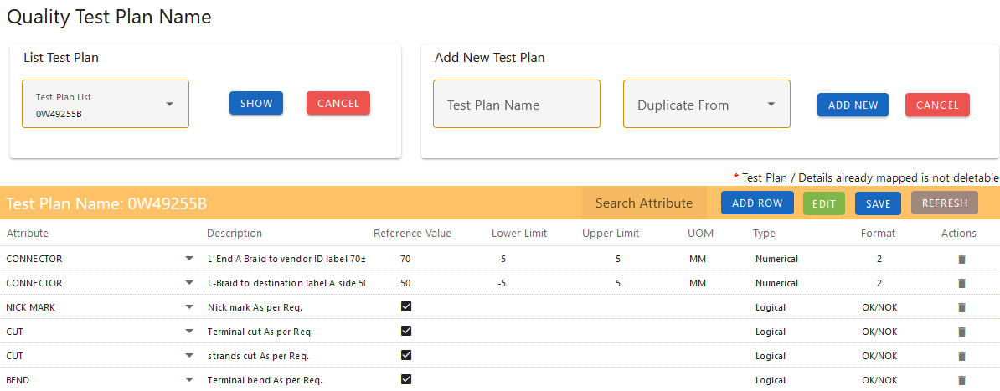 Quality Test Plan Name
List Test Plan
Test Plan List
0W49255B
SHOW
CANCEL
Add New Test Plan
Test Plan Name
Duplicate From
ADD NEW
CANCEL
* Test Plan / Details already mapped is not deletable
Test Plan Name: 0W49255B
Search Attribute
ADD ROW
EDIT
SAVE
REFRESH
Attribute Description Reference Value Lower Limit Upper Limit UOM Type Format Actions
CONNECTOR L-End A Braid to vendor ID label 70± 70 -5 5 MM Numerical 2
CONNECTOR L-Braid to destination label A side 50 50 -5 5 MM Numerical 2
NICK MARK Nick mark As per Req. Logical OK/NOK
CUT Terminal cut As per Req. Logical OK/NOK
CUT strands cut As per Req. Logical OK/NOK
BEND Terminal bend As per Req. Logical OK/NOK